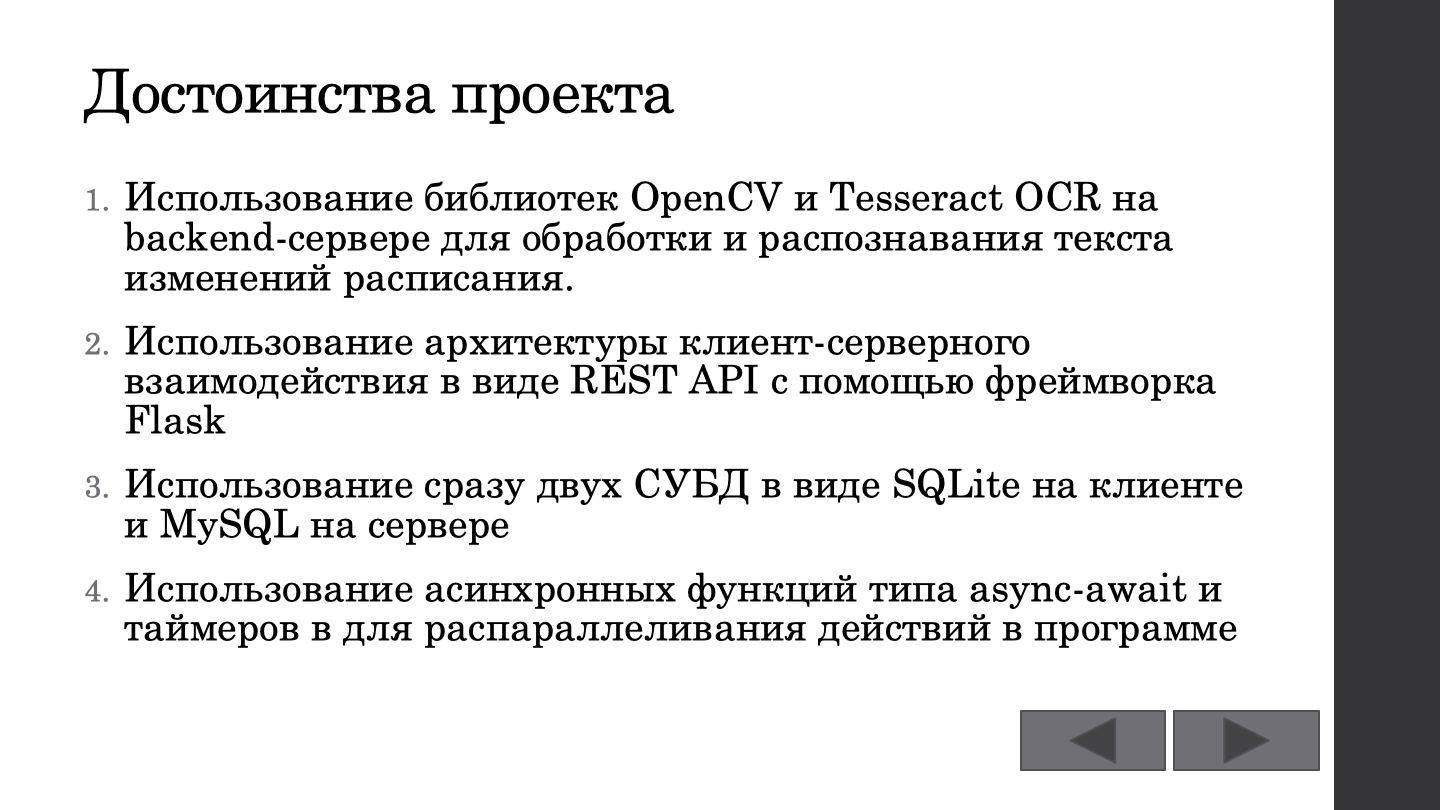 Достоинства проекта
1. Использование библиотек OpenCV и Tesseract OCR на
backend-сервере для обработки и распознавания текста
изменений расписания.
2. Использование архитектуры клиент-серверного
взаимодействия в виде REST API с помощью фреймворка
Flask
3. Использование сразу двух СУБД в виде SQLite на клиенте
и MySQL на сервере
4. Использование асинхронных функций типа async-await и
таймеров в для распараллеливания действий в программе